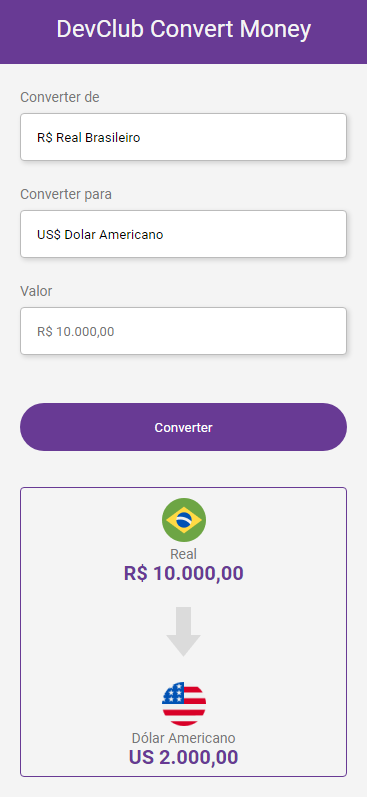 DevClub Convert Money
Converter de
R$ Real Brasileiro
Converter para
US$ Dolar Americano
Valor
R$ 10.000,00
Converter
Real
R$ 10.000,00
Dólar Americano
US 2.000,00